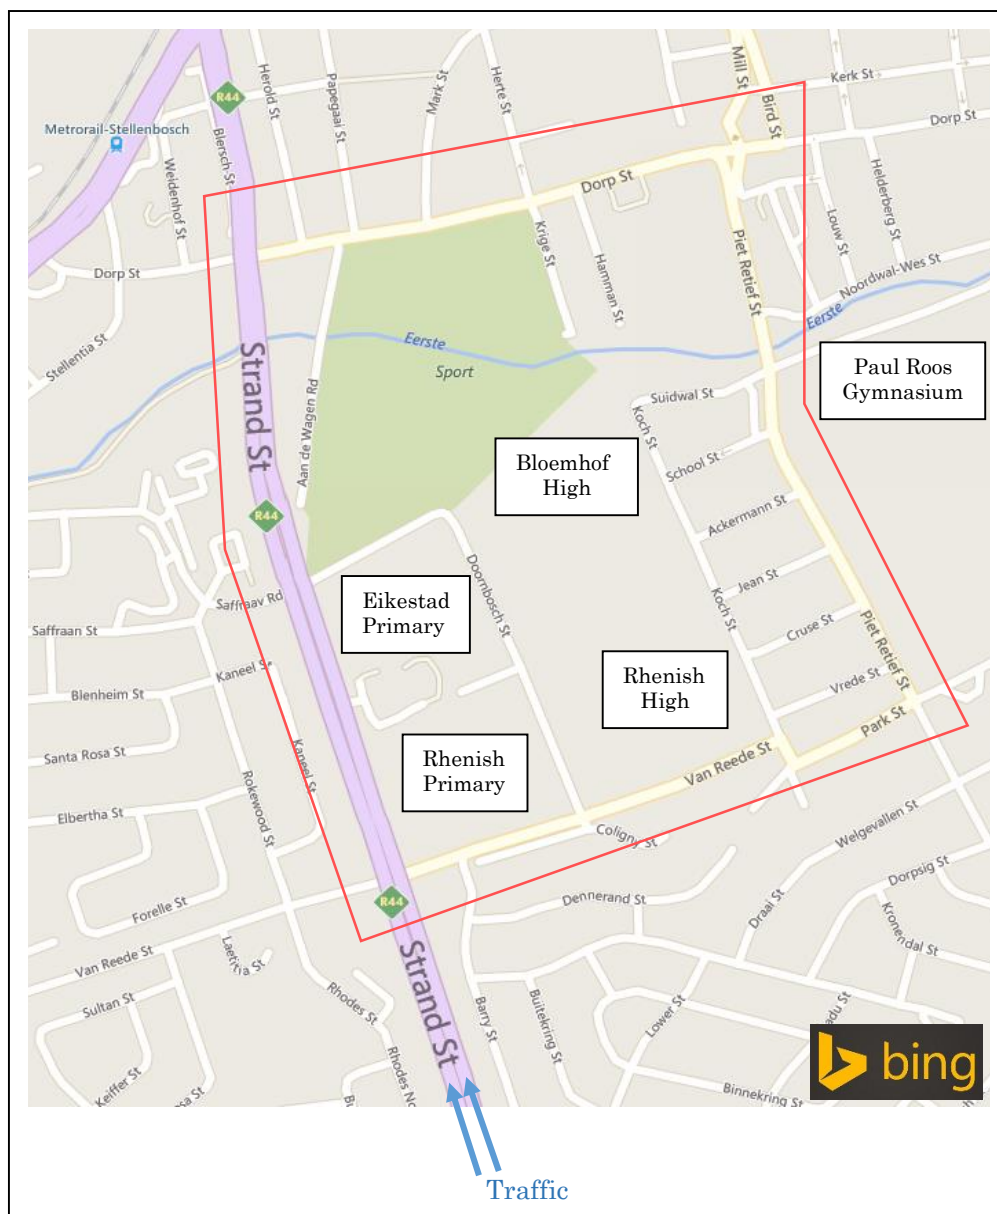 Mill St
Bird St
Kerk St
R44
Herold St
Papegaai St
Mark St
Herte St
Metrorail-Stellenbosch
Blersch St
Weidenhof St
Dorp St
Dorp St
Helderberg St
Louw St
Krige St
Hamman St
Piet Retief St
Noordwal-Wes St
Dorp St
Stellentia St
Eerste
Eerste
Sport
Strand St
Aan de Wagen Rd
Paul Roos
Gymnasium
Suidwal St
Koch St
Bloemhof
High
School St
R44
Ackermann St
Doornbosch St
Jean St
Koch St
Saffraav Rd
Eikestad
Primary
Saffraan St
Cruse St
Piet Retief St
Kaneel S
Rhenish
High
Blenheim St
Vrede St
Park St
Santa Rosa St
Kaneel St
Rokewood St
Rhenish
Primary
Van Reede St
Elbertha St
Coligny St
Welgevallen St
Forelle St
R44
Dennerand St
Draai St
Dorpsig St
Kronendal St
Van Reede St
Laetitia St
Strand St
Rhodes St
Barry St
Buitekring St
Lower St
adu St
Sultan St
Keiffer St
osa St
Rhodes No
Bu
Binnekring St
bing
Traffic